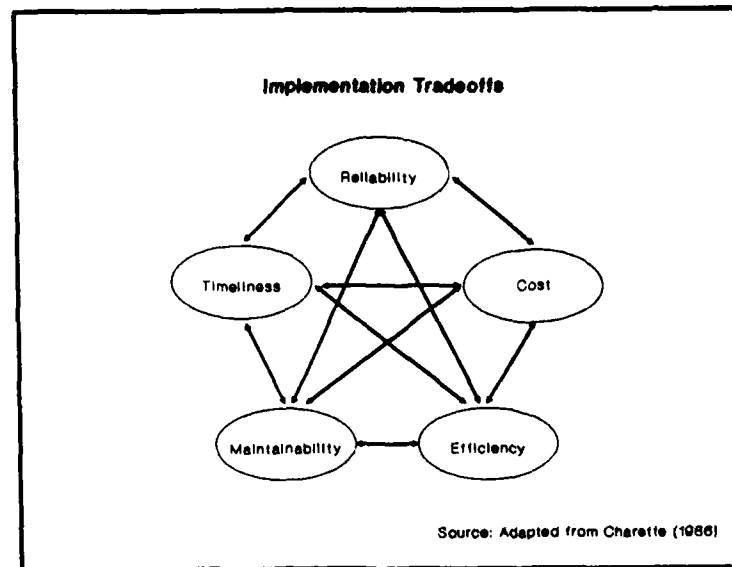 Implementation Tradeoffs
Reliability
Timeliness
Cost
Maintainability
Efficiency
Source: Adapted from Charette (1986)